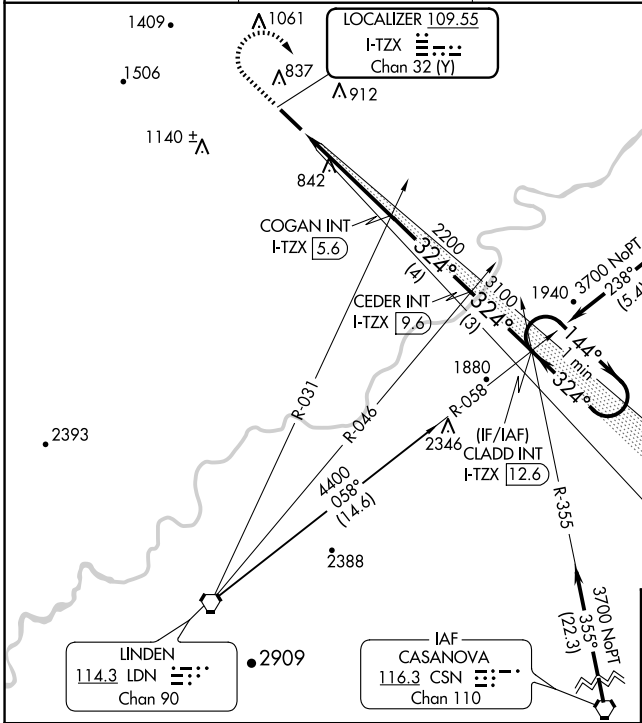 1409
1061
LOCALIZER 109.55
I-TZX
Chan 32 (Y)
837
1506
912
1140 ±
842
COGAN INT
I-TZX 5.6
2200
324°
(4)
3100
CEDER INT
I-TZX 9.6
324°
(3)
1940
3700 NoPT
238°
(5.4)
144°
1 min
324°
1880
R-031
R-046
R-058
2346
(IF/IAF)
CLADD INT
I-TZX 12.6
2393
4400
058°
(14.6)
R-355
2388
3700 NoPT
355°
(22.3)
LINDEN
114.3 LDN
Chan 90
2909
IAF
CASANOVA
116.3 CSN
Chan 110